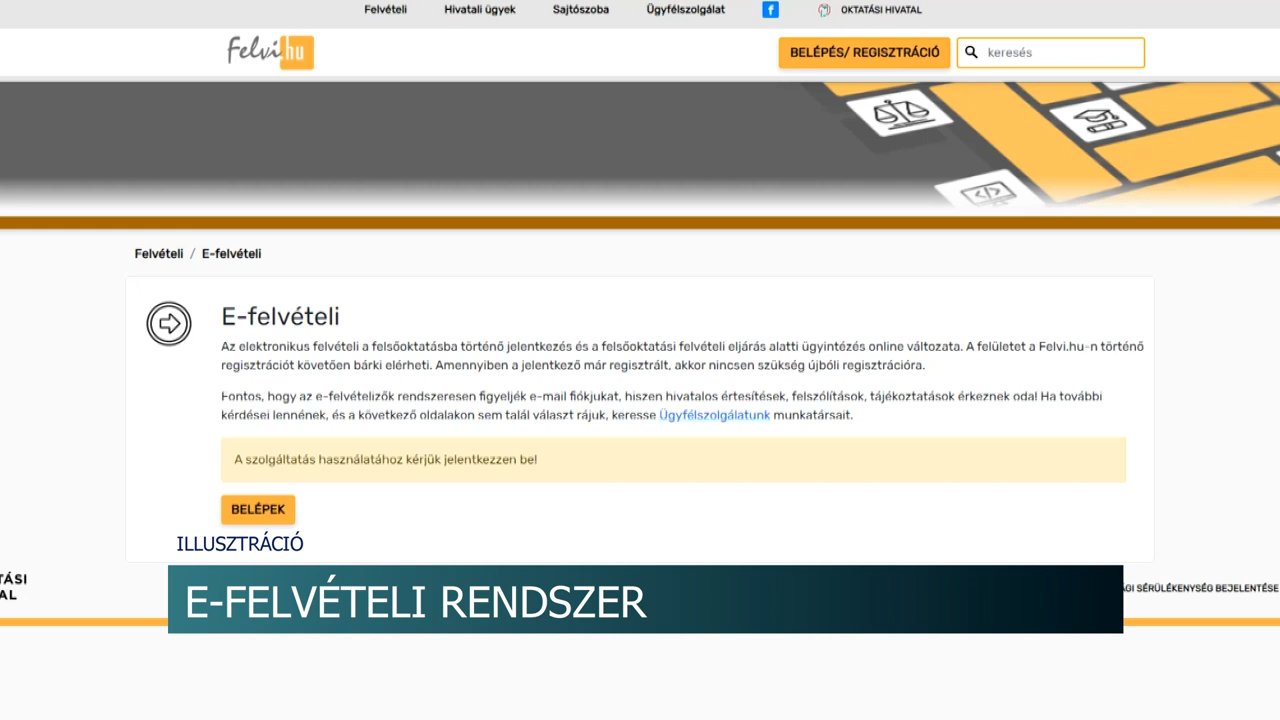 Felvételi Hivatali ügyek Sajtószoba Ügyfélszolgálat f OKTATÁSI HIVATAL
Felvi.hu BELÉPÉS/ REGISZTRÁCIÓ keresés
Felvételi / E-felvételi
E-felvételi
Az elektronikus felvételi a felsőoktatásba történő jelentkezés és a felsőoktatási felvételi eljárás alatti ügyintézés online változata. A felületet a Felvi.hu-n történő
regisztrációt követően bárki elérheti. Amennyiben a jelentkező már regisztrált, akkor nincsen szükség újbóli regisztrációra.
Fontos, hogy az e-felvételizők rendszeresen figyeljék e-mail fiókjukat, hiszen hivatalos értesítések, felszólítások, tájékoztatások érkeznek oda! Ha további
kérdései lennének, és a következő oldalakon sem talál választ rájuk, keresse Ügyfélszolgálatunk munkatársait.
A szolgáltatás használatához kérjük jelentkezzen be!
BELÉPEK
ILLUSZTRÁCIÓ
TÁSI
AL
GI SÉRÜLÉKENYSÉG BEJELENTÉSE
E-FELVÉTELI RENDSZER